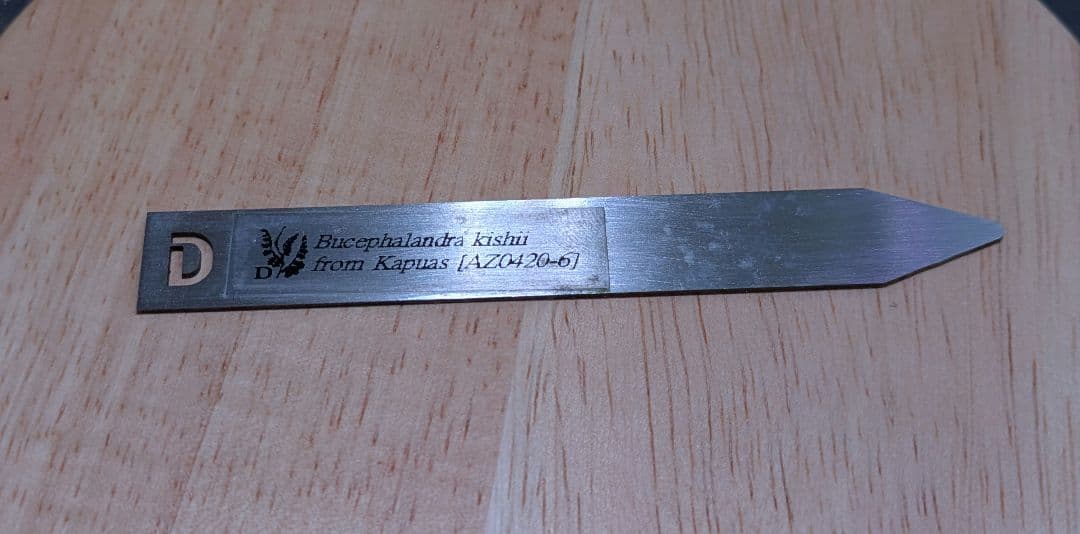 D
D
Bucephalandra kishii
from Kapuas [AZ0420-6]